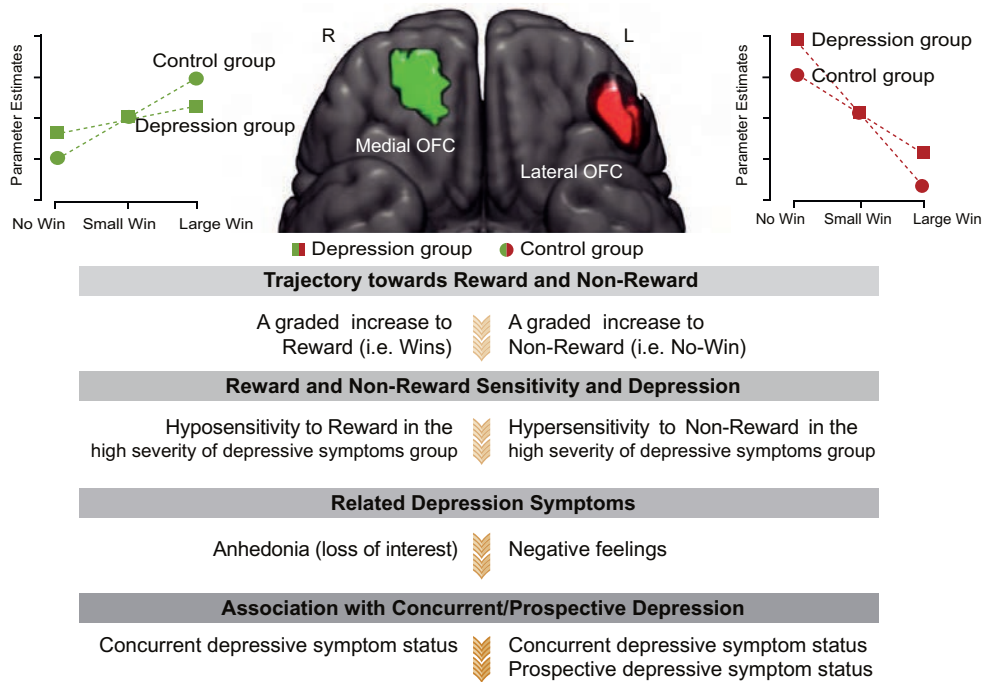 Parameter Estimates
Control group
Depression group
No Win Small Win Large Win
R
L
Medial OFC
Lateral OFC
Parameter Estimates
Depression group
Control group
No Win Small Win Large Win
Depression group Control group
Trajectory towards Reward and Non-Reward
A graded increase to
Reward (i.e. Wins)
A graded increase to
Non-Reward (i.e. No-Win)
Reward and Non-Reward Sensitivity and Depression
Hyposensitivity to Reward in the
high severity of depressive symptoms group
Hypersensitivity to Non-Reward in the
high severity of depressive symptoms group
Related Depression Symptoms
Anhedonia (loss of interest)
Negative feelings
Association with Concurrent/Prospective Depression
Concurrent depressive symptom status
Concurrent depressive symptom status
Prospective depressive symptom status